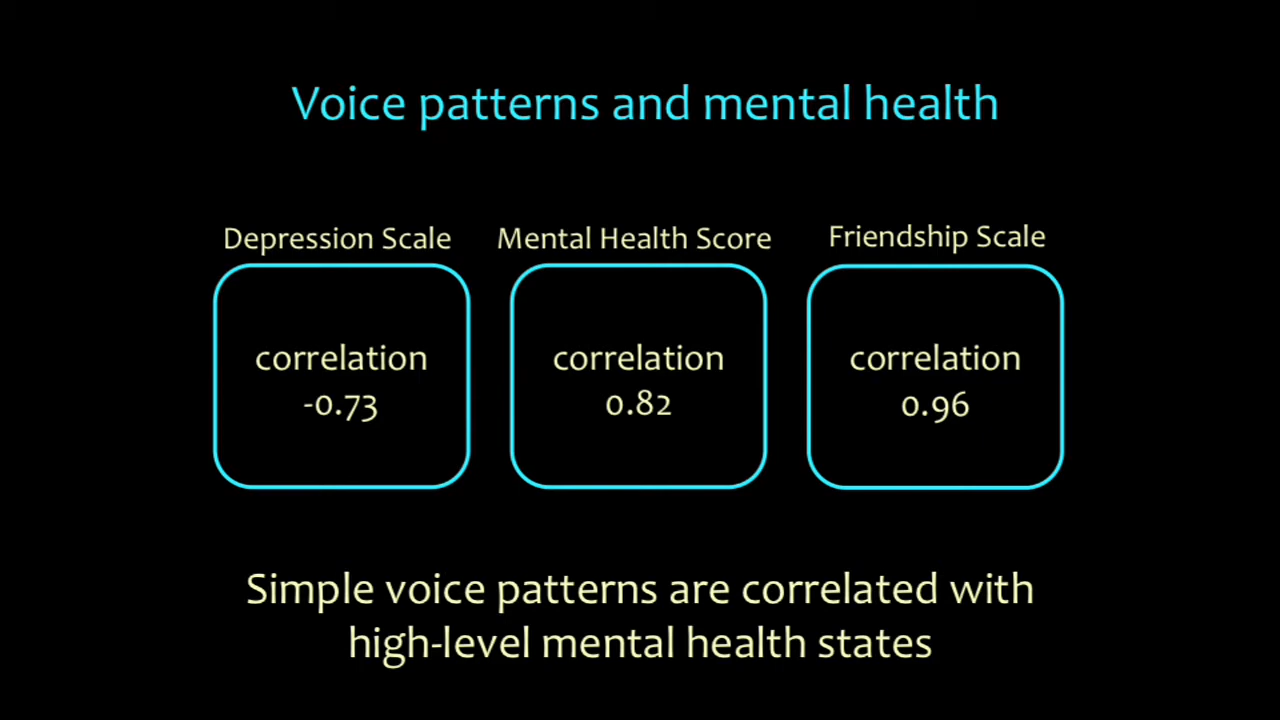 Voice patterns and mental health
Depression Scale
Mental Health Score
Friendship Scale
correlation
-0.73
correlation
0.82
correlation
0.96
Simple voice patterns are correlated with
high-level mental health states